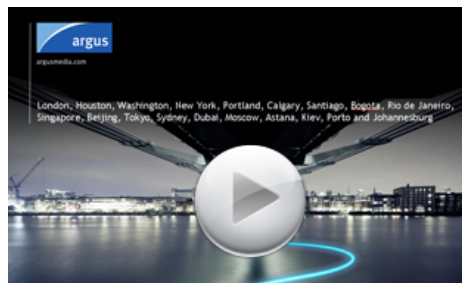 argus
argusmedia.com
London, Houston, Washington, New York, Portland, Calgary, Santiago, Bogota, Rio de Janeiro,
Singapore, Beijing, Tokyo, Sydney, Dubai, Moscow, Astana, Kiev, Porto and Johannesburg